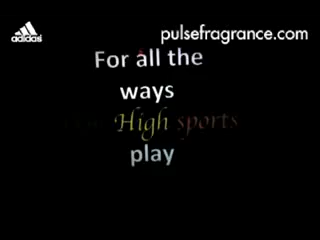 adidas
pulsefragrance.com
For all the
ways
High sports
play